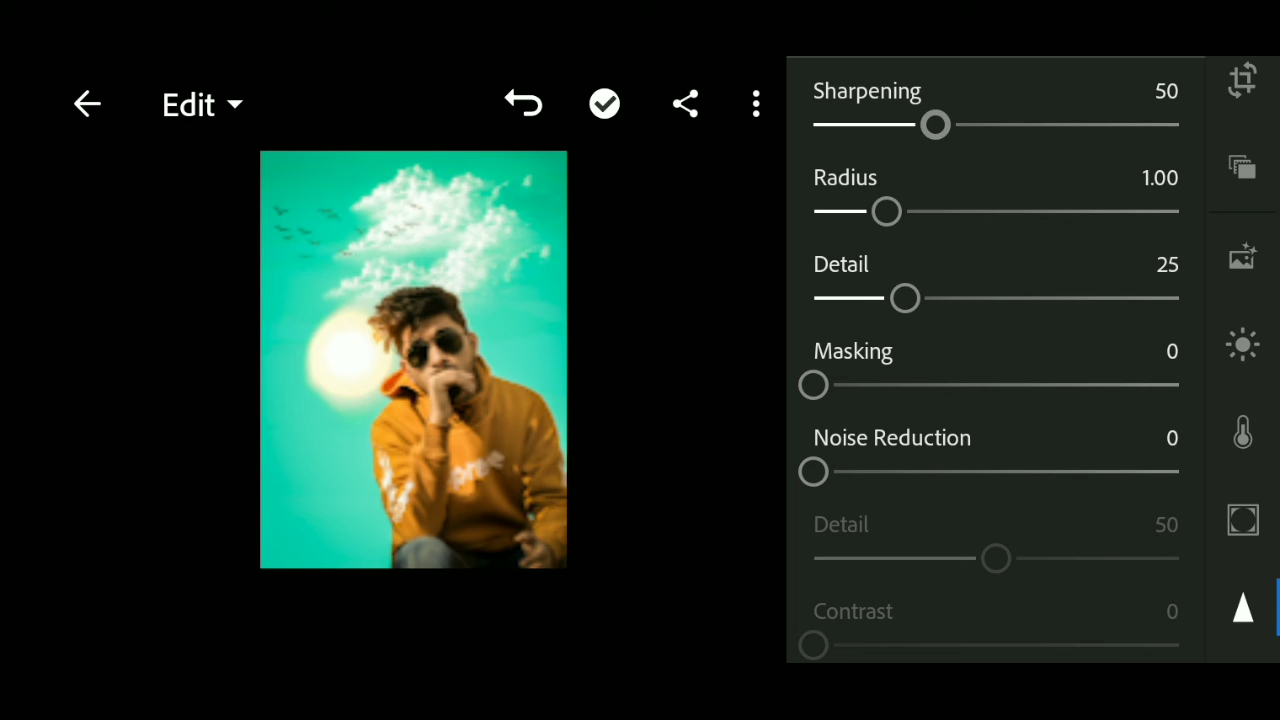 Edit
Sharpening 50
Radius 1.00
Detail 25
Masking 0
Noise Reduction 0
Detail 50
Contrast 0